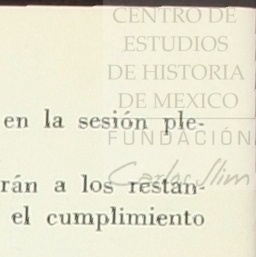 CENTRO DE
ESTUDIOS
DE HISTORIA
DE MEXICO
FUNDACIÓN
Carlos Slim
en la sesión ple-
rán a los restan-
el cumplimiento